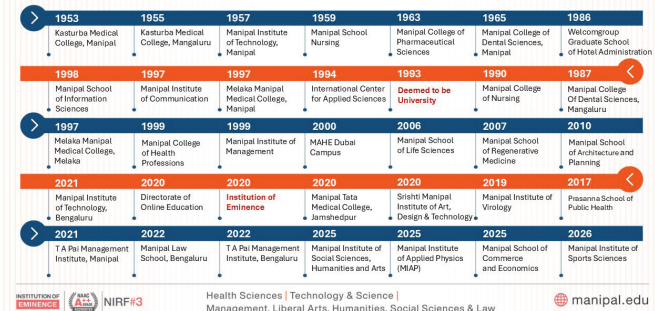 1953 1955 1957 1959 1963 1965 1986
Kasturba Medical College, Manipal
Kasturba Medical College, Mangaluru
Manipal Institute of Technology, Manipal
Manipal School Nursing
Manipal College of Pharmaceutical Sciences
Manipal College of Dental Sciences, Manipal
Welcomgroup Graduate School of Hotel Administration
1998 1997 1997 1994 1993 1990 1987
Manipal School of Information Sciences
Manipal Institute of Communication
Melaka Manipal Medical College, Manipal
International Center for Applied Sciences
Deemed to be University
Manipal College of Nursing
Manipal College Of Dental Sciences, Mangaluru
1997 1999 1999 2000 2006 2007 2010
Melaka Manipal Medical College, Melaka
Manipal College of Health Professions
Manipal Institute of Management
MAHE Dubai Campus
Manipal School of Life Sciences
Manipal School of Regenerative Medicine
Manipal School of Architecture and Planning
2021 2020 2020 2020 2020 2019 2017
Manipal Institute of Technology, Bengaluru
Directorate of Online Education
Institution of Eminence
Manipal Tata Medical College, Jamshedpur
Srishti Manipal Institute of Art, Design & Technology
Manipal Institute of Virology
Prasanna School of Public Health
2021 2022 2022 2025 2025 2025 2026
T A Pai Management Institute, Manipal
Manipal Law School, Bengaluru
T A Pai Management Institute, Bengaluru
Manipal Institute of Social Sciences, Humanities and Arts
Manipal Institute of Applied Physics (MIAP)
Manipal School of Commerce and Economics
Manipal Institute of Sports Sciences
INSTITUTION OF
EMINENCE
NAAC
A++
NIRF#3
Health Sciences | Technology & Science |
Management, Liberal Arts, Humanities, Social Sciences & Law
manipal.edu